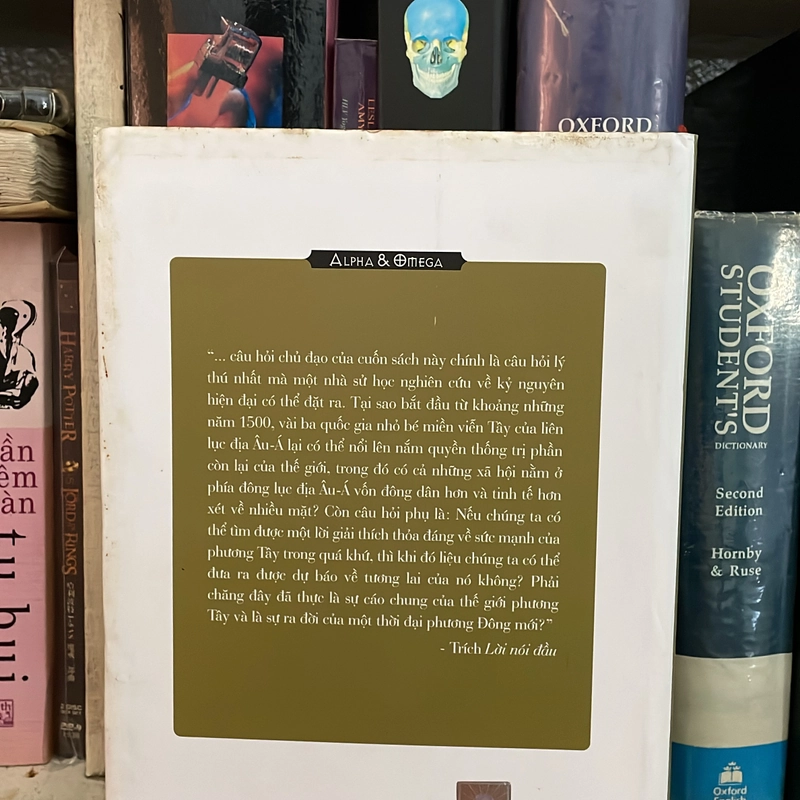 OXFORD
ALPHA & OMEGA
“... câu hỏi chủ đạo của cuốn sách này chính là câu hỏi lý
thú nhất mà một nhà sử học nghiên cứu về kỷ nguyên
hiện đại có thể đặt ra. Tại sao bắt đầu từ khoảng những
năm 1500, vài ba quốc gia nhỏ bé miền viễn Tây của liên
lục địa Âu-Á lại có thể nổi lên nắm quyền thống trị phần
còn lại của thế giới, trong đó có cả những xã hội nằm ở
phía đông lục địa Âu-Á vốn đông dân hơn và tinh tế hơn
xét về nhiều mặt? Còn câu hỏi phụ là: Nếu chúng ta có
thể tìm được một lời giải thích thỏa đáng về sức mạnh của
phương Tây trong quá khứ, thì khi đó liệu chúng ta có thể
đưa ra được dự báo về tương lai của nó không? Phải
chăng đây đã thực là sự cáo chung của thế giới phương
Tây và là sự ra đời của một thời đại phương Đông mới?”
- Trích Lời nói đầu
HARRY POTTER
LORD OF THE RINGS
OXFORD
STUDENT'S
DICTIONARY
Second
Edition
Hornby
& Ruse
Oxford
English